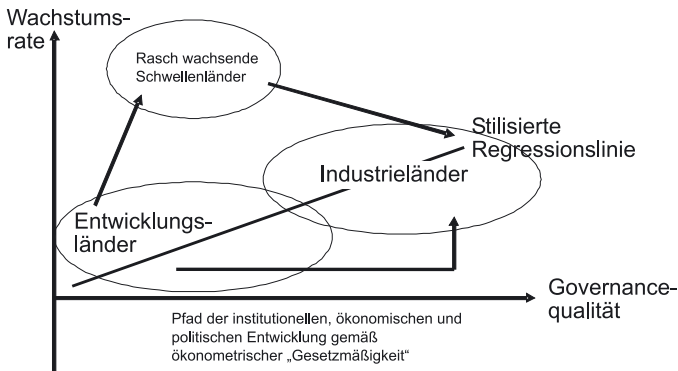 Wachstums-
rate
Rasch wachsende
Schwellenländer
Stilisierte
Regressionslinie
Industrieländer
Entwicklungs-
länder
Governance-
qualität
Pfad der institutionellen, ökonomischen und
politischen Entwicklung gemäß
ökonometrischer „Gesetzmäßigkeit“